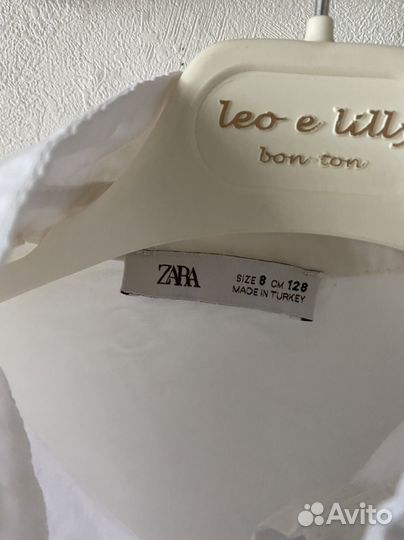 leo e lilly
bon ton
ZARA
SIZE 8 CM 128
MADE IN TURKEY
Avito